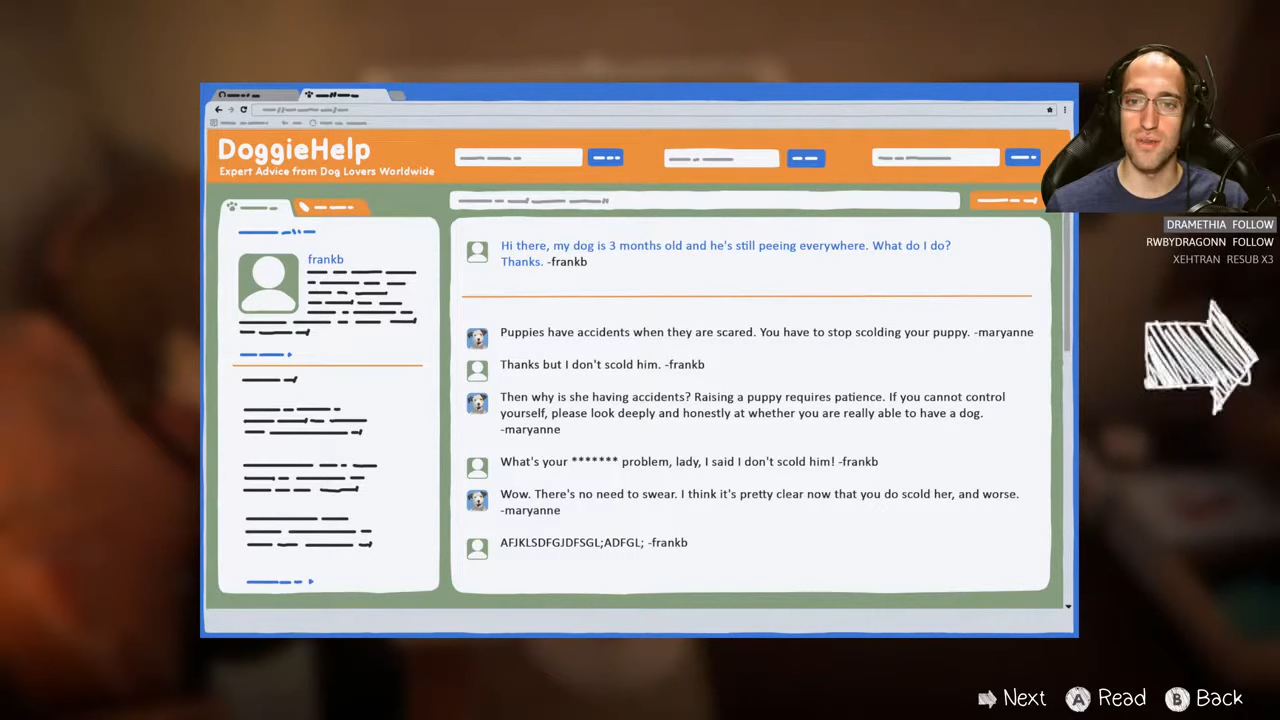 DoggieHelp
Expert Advice from Dog Lovers Worldwide
frankb
Hi there, my dog is 3 months old and he's still peeing everywhere. What do I do?
Thanks. -frankb
Puppies have accidents when they are scared. You have to stop scolding your puppy. -maryanne
Thanks but I don't scold him. -frankb
Then why is she having accidents? Raising a puppy requires patience. If you cannot control
yourself, please look deeply and honestly at whether you are really able to have a dog.
-maryanne
What's your ******* problem, lady, I said I don't scold him! -frankb
Wow. There's no need to swear. I think it's pretty clear now that you do scold her, and worse.
-maryanne
AFJKLSDFGJDFSGL;ADFGL; -frankb
DRAMETHIA FOLLOW
RWBYDRAGONN FOLLOW
XEHTRAN RESUB X3
Next A Read B Back